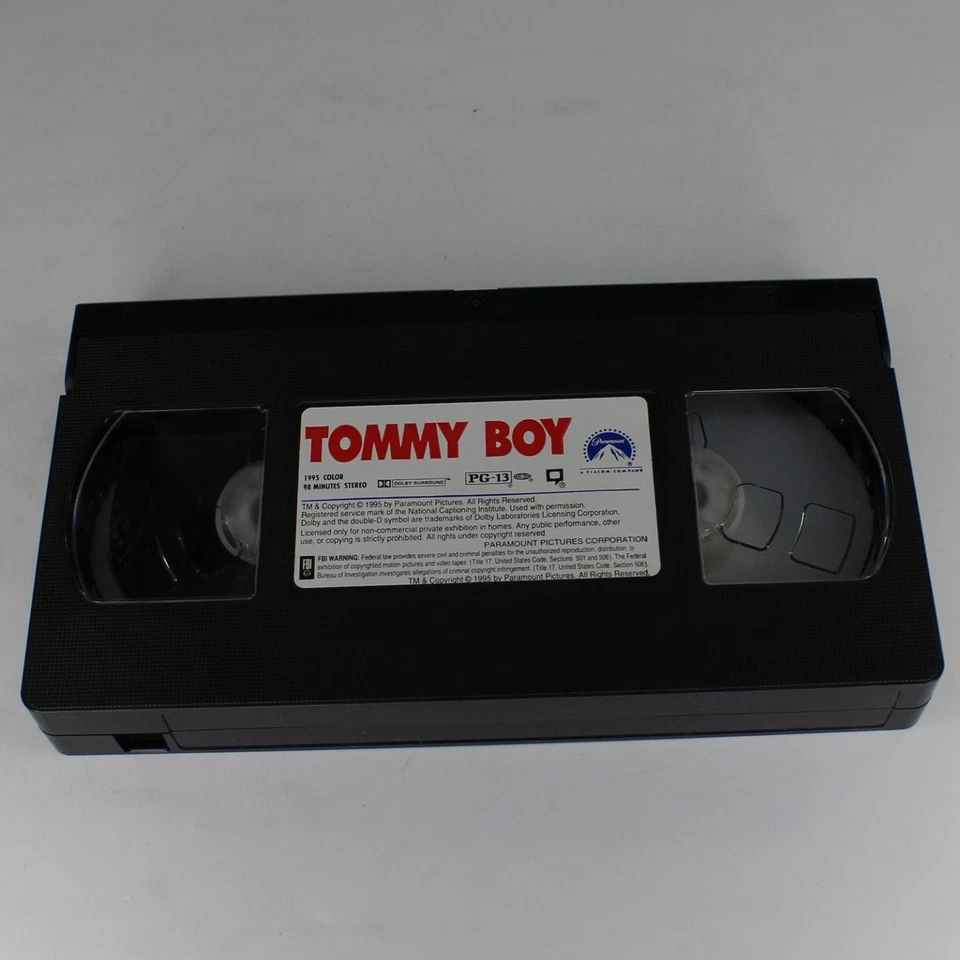 TOMMY BOY
Paramount
A VIACOM COMPANY
1995 COLOR
98 MINUTES STEREO
DOLBY SURROUND
PG-13
TM & Copyright © 1995 by Paramount Pictures. All Rights Reserved.
Registered service mark of the National Captioning Institute. Used with permission.
Dolby and the double-D symbol are trademarks of Dolby Laboratories Licensing Corporation.
Licensed only for non-commercial private exhibition in homes. Any public performance, other
use, or copying is strictly prohibited. All rights under copyright reserved.
PARAMOUNT PICTURES CORPORATION
FBI
FBI WARNING: Federal law provides severe civil and criminal penalties for the unauthorized reproduction, distribution, or
exhibition of copyrighted motion pictures and video tapes: (Title 17, United States Code, Sections 501 and 506). The Federal
Bureau of Investigation investigates allegations of criminal copyright infringement. (Title 17, United States Code, Section 506).
TM & Copyright © 1995 by Paramount Pictures. All Rights Reserved.